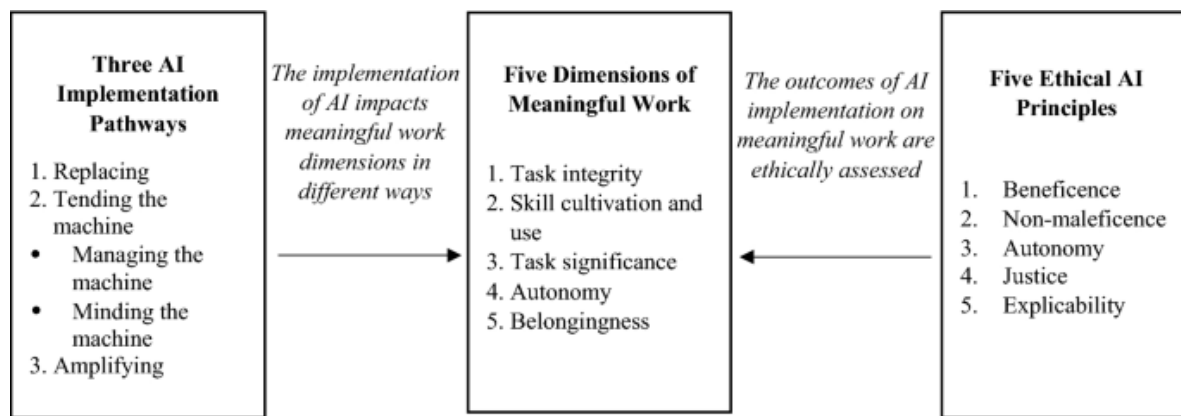 Three AI
Implementation
Pathways
1. Replacing
2. Tending the
machine
• Managing the
machine
• Minding the
machine
3. Amplifying
The implementation
of AI impacts
meaningful work
dimensions in
different ways
Five Dimensions of
Meaningful Work
1. Task integrity
2. Skill cultivation and
use
3. Task significance
4. Autonomy
5. Belongingness
The outcomes of AI
implementation on
meaningful work are
ethically assessed
Five Ethical AI
Principles
1. Beneficence
2. Non-maleficence
3. Autonomy
4. Justice
5. Explicability